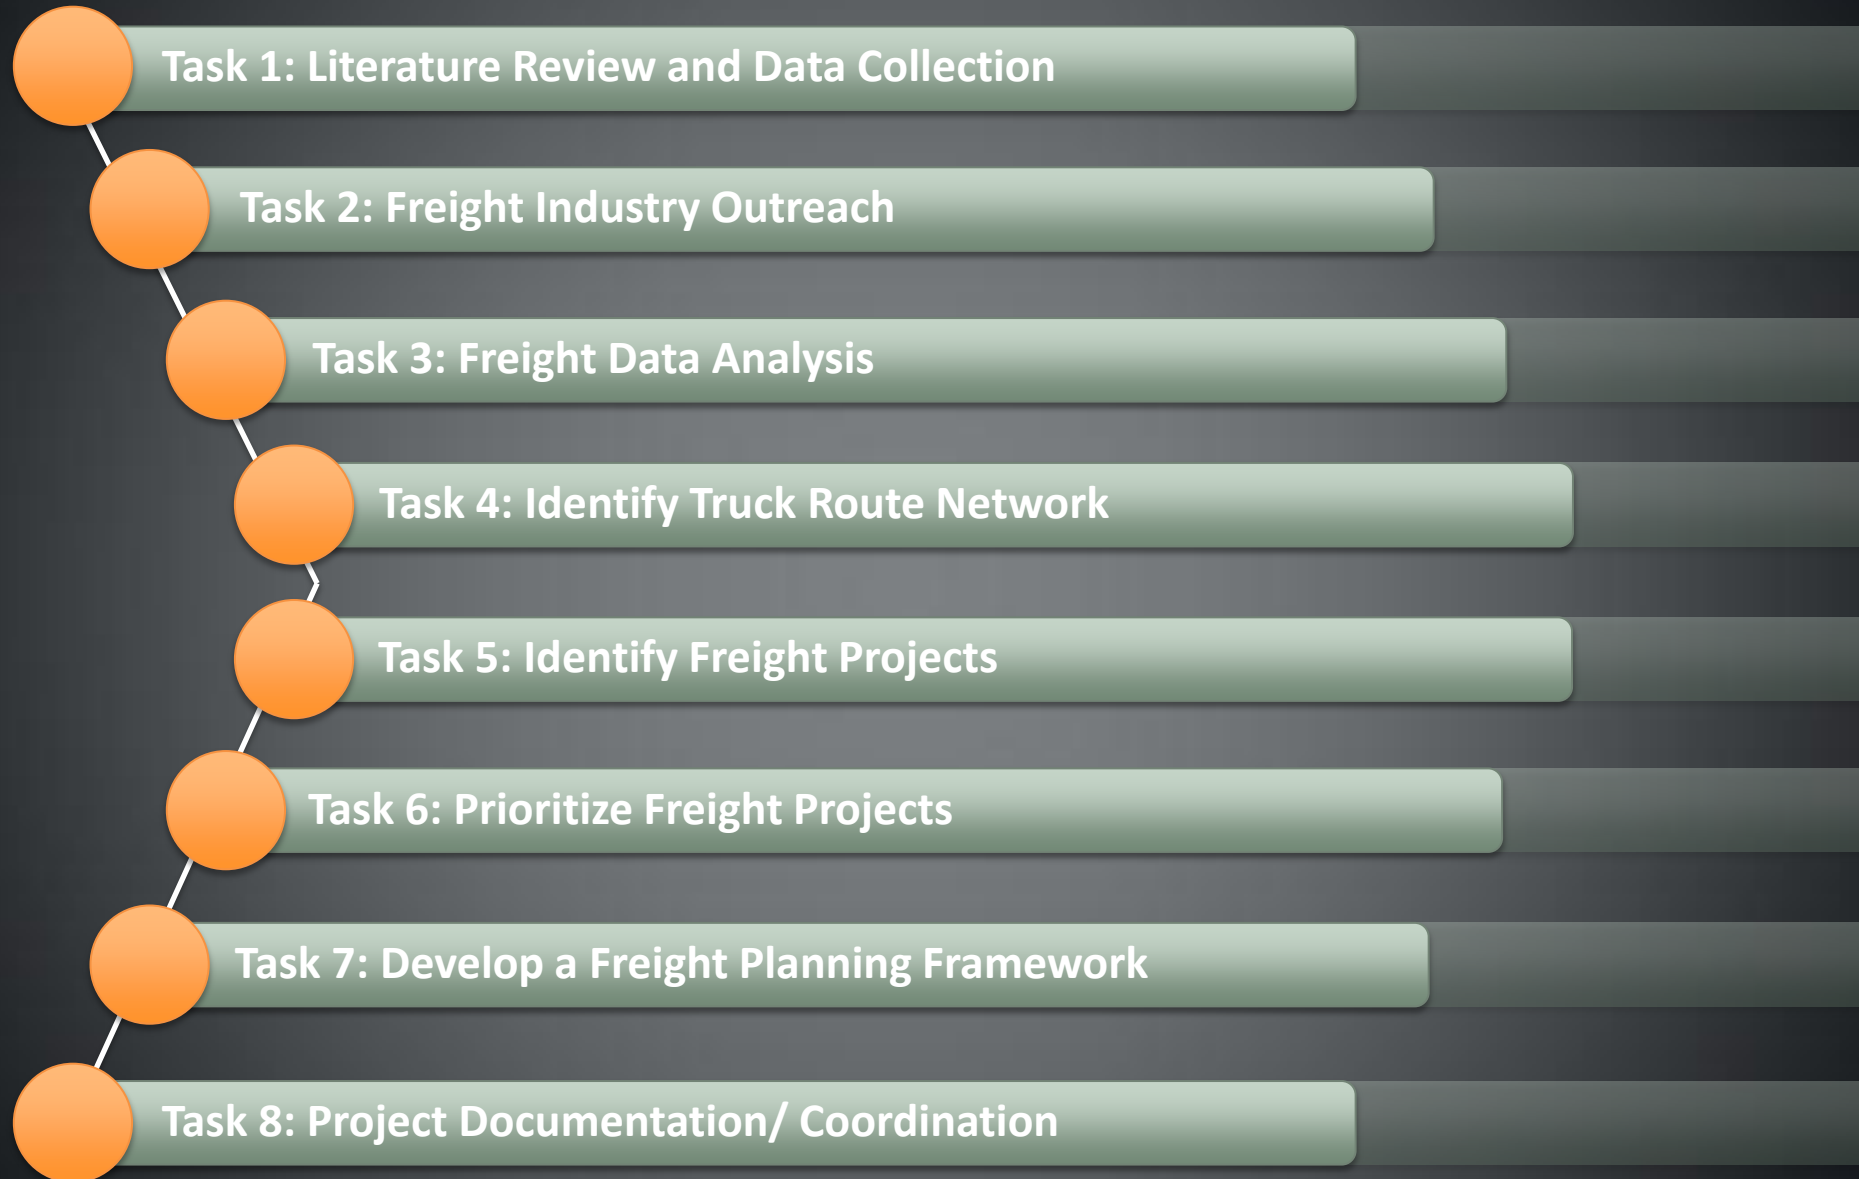 Task 1: Literature Review and Data Collection
Task 2: Freight Industry Outreach
Task 3: Freight Data Analysis
Task 4: Identify Truck Route Network
Task 5: Identify Freight Projects
Task 6: Prioritize Freight Projects
Task 7: Develop a Freight Planning Framework
Task 8: Project Documentation/ Coordination